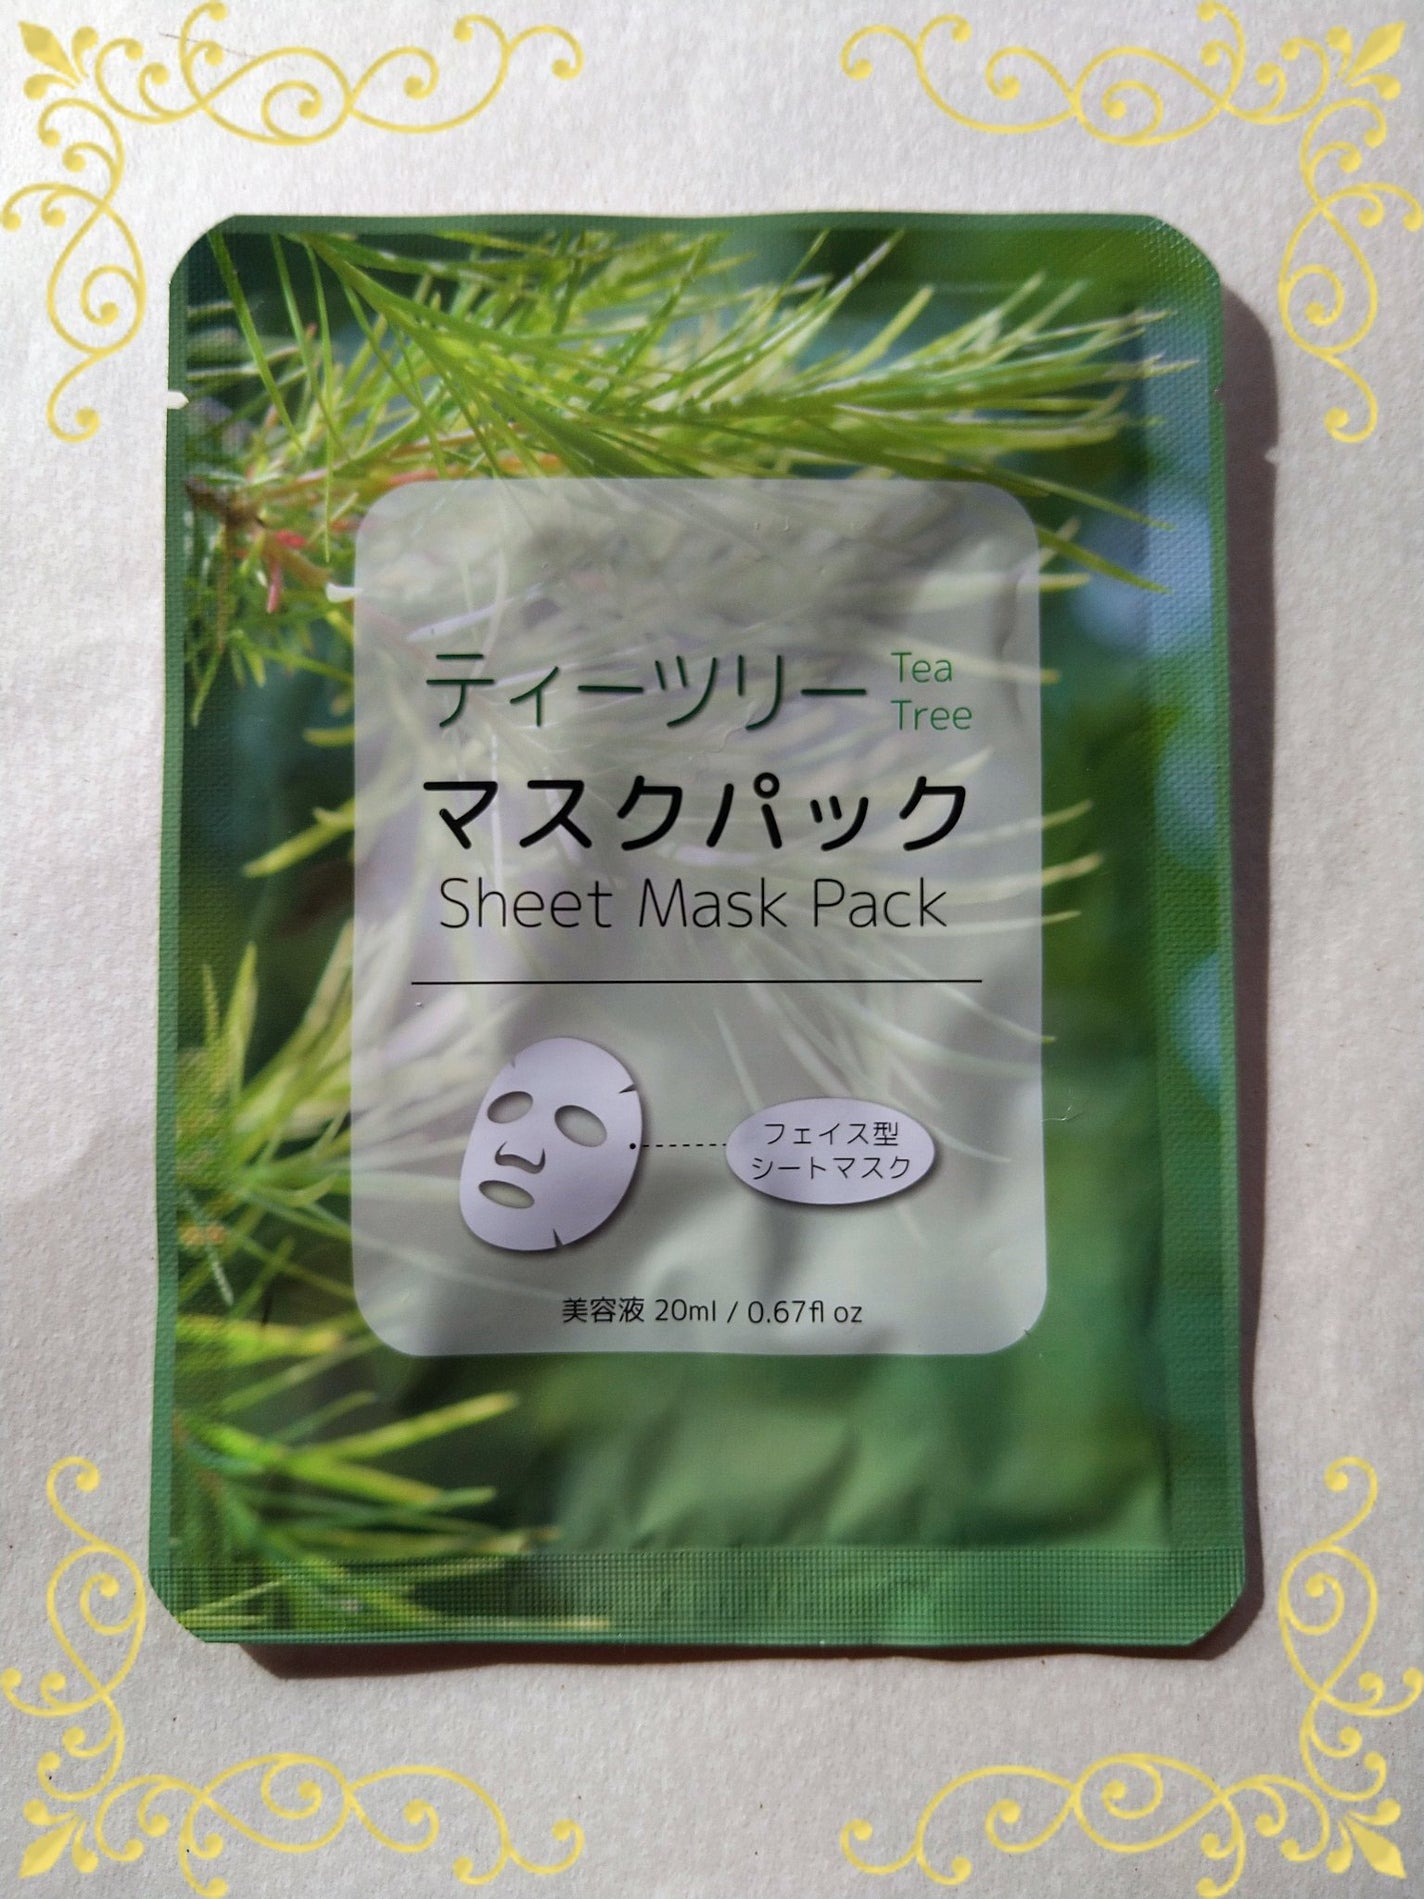 ティーツリー Tea Tree
マスクパック
Sheet Mask Pack
フェイス型
シートマスク
美容液 20ml / 0.67fl oz